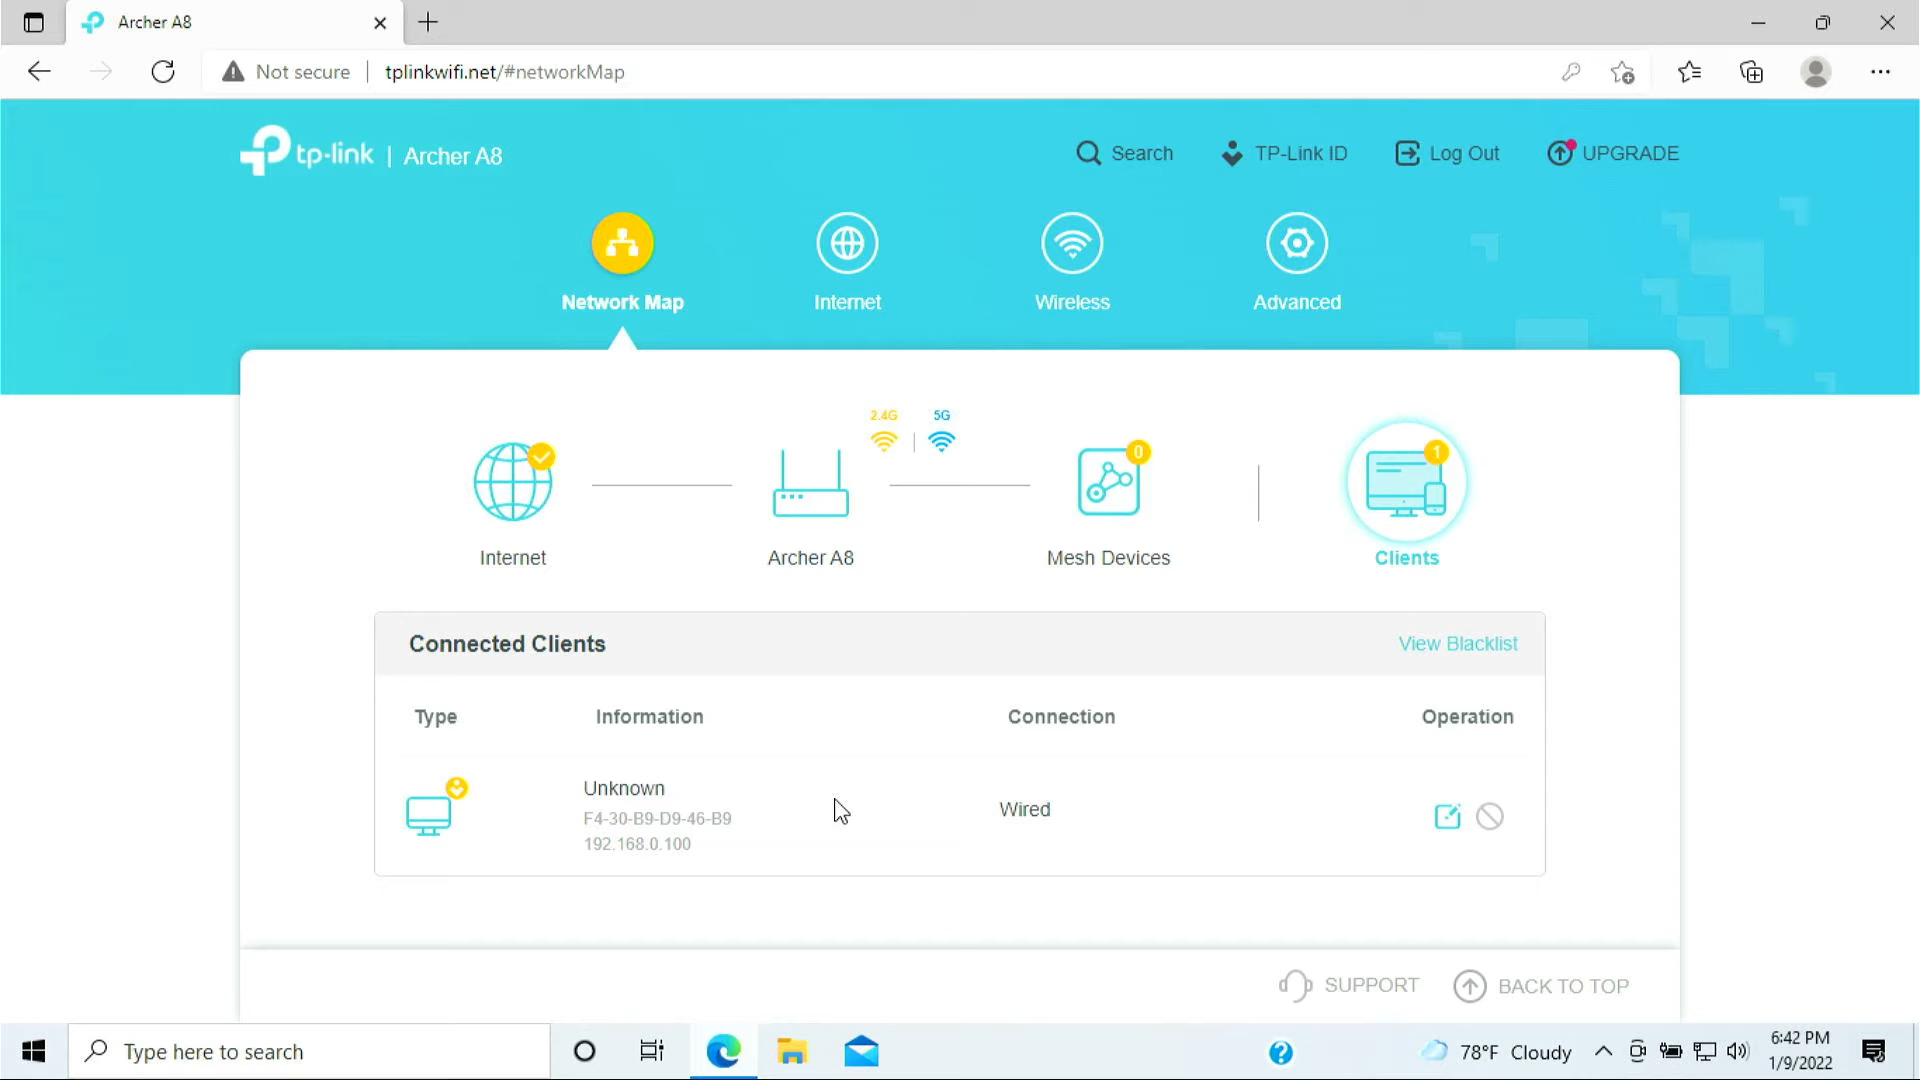 Archer A8
Not secure tplinkwifi.net/#networkMap
tp-link | Archer A8
Search
TP-Link ID
Log Out
UPGRADE
Network Map
Internet
Wireless
Advanced
2.4G
5G
0
1
Internet
Archer A8
Mesh Devices
Clients
Connected Clients
View Blacklist
Type
Information
Connection
Operation
Unknown
F4-30-B9-D9-46-B9
192.168.0.100
Wired
SUPPORT
BACK TO TOP
Type here to search
78°F Cloudy
6:42 PM
1/9/2022